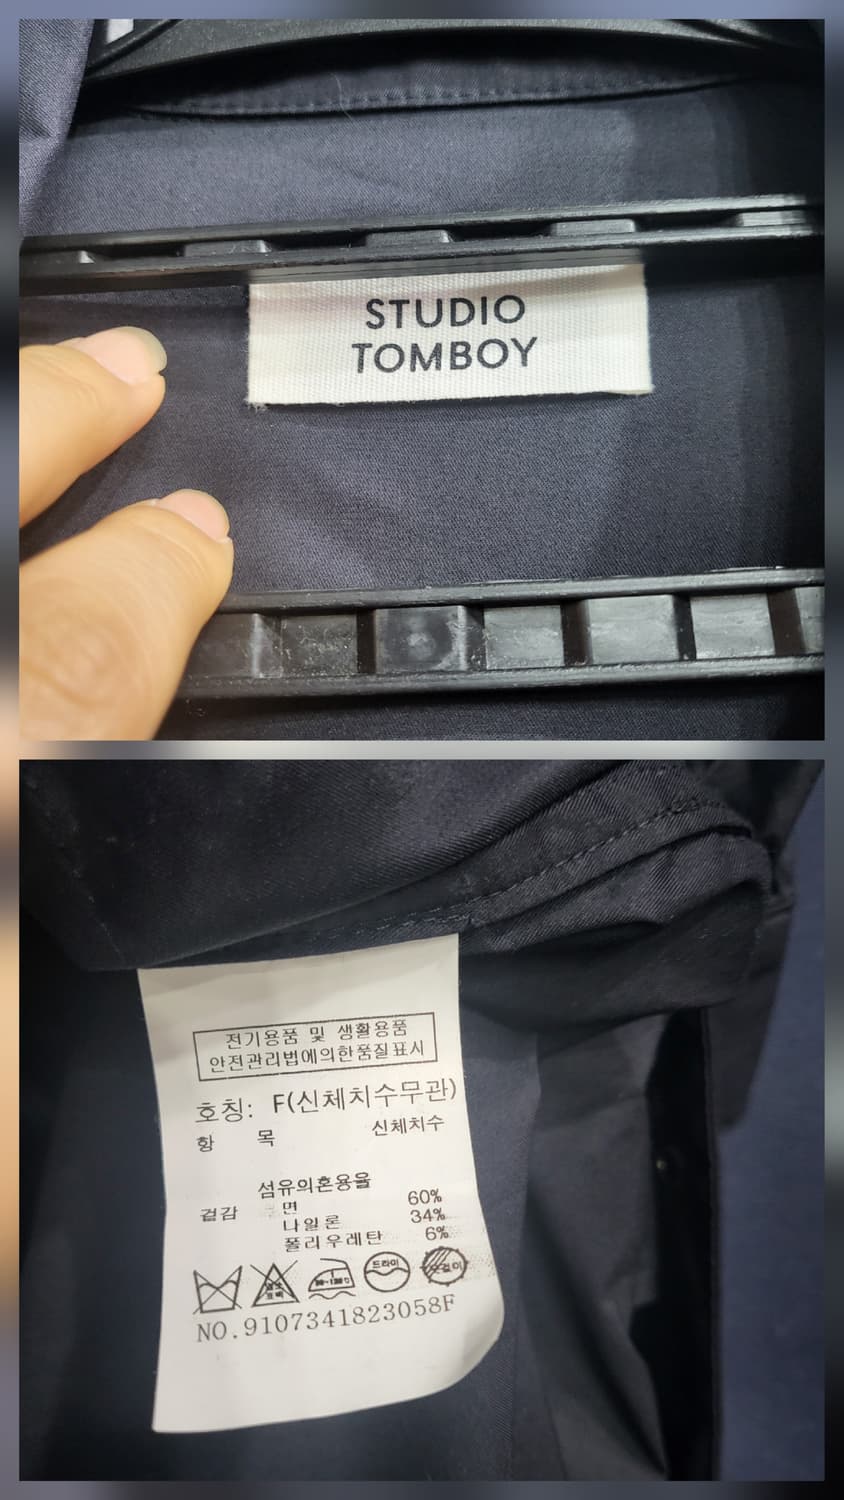 STUDIO
TOMBOY
전기용품 및 생활용품
안전관리법에의한품질표시
호칭: F(신체치수무관)
항 목 신체치수
섬유의혼용율
겉감 면 60%
나일론 34%
폴리우레탄 6%
드라이
NO.9107341823058F